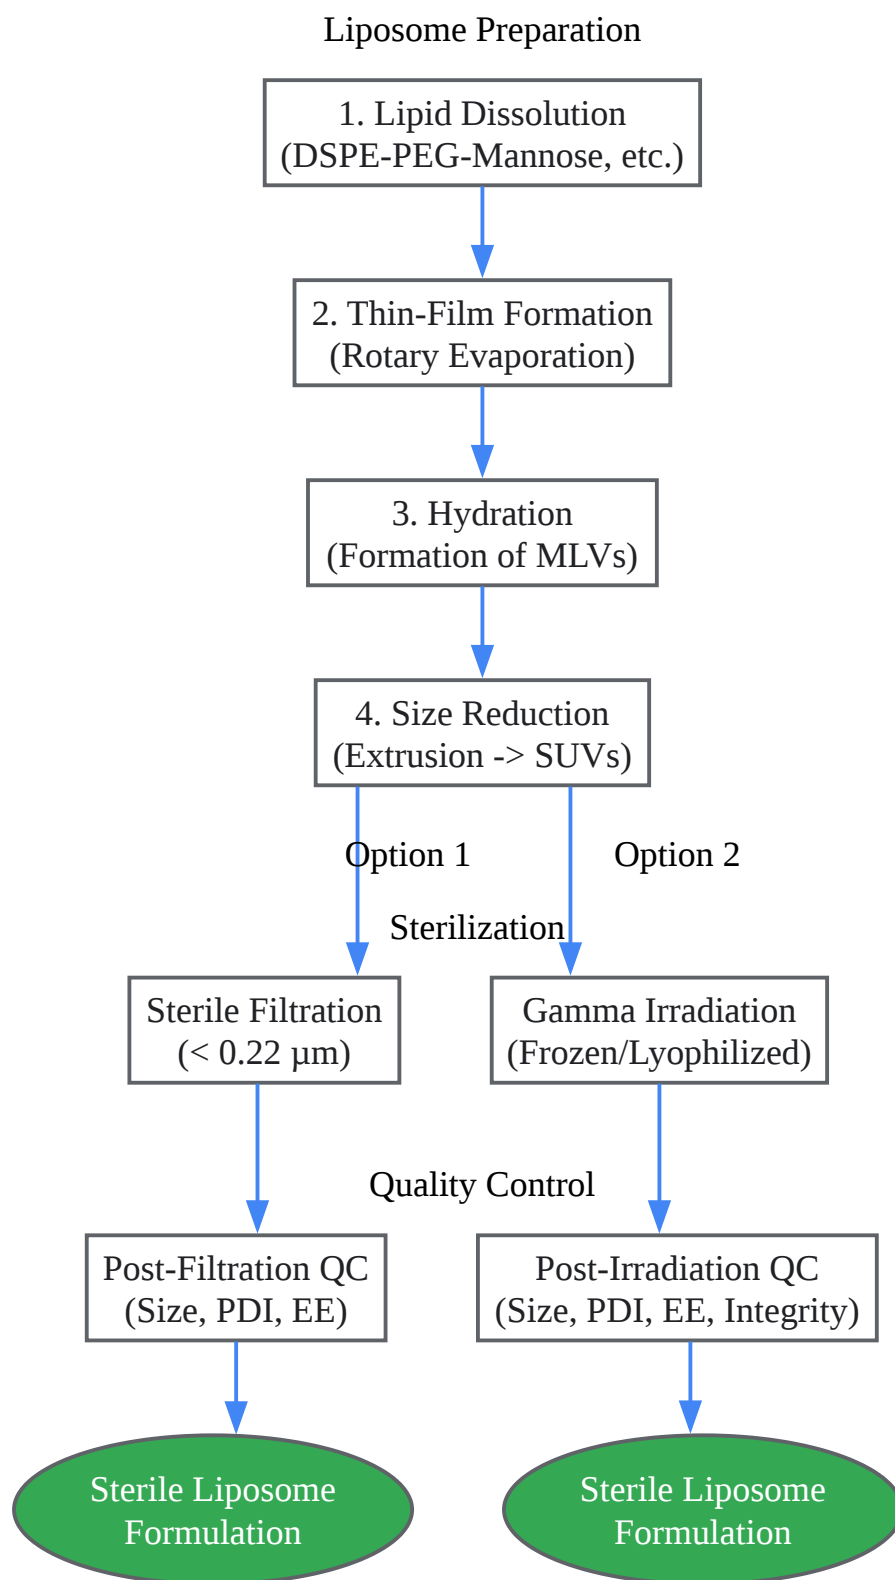 Liposome Preparation
1. Lipid Dissolution
(DSPE-PEG-Mannose, etc.)
2. Thin-Film Formation
(Rotary Evaporation)
3. Hydration
(Formation of MLVs)
4. Size Reduction
(Extrusion -> SUVs)
Option 1
Option 2
Sterilization
Sterile Filtration
(< 0.22 µm)
Gamma Irradiation
(Frozen/Lyophilized)
Quality Control
Post-Filtration QC
(Size, PDI, EE)
Post-Irradiation QC
(Size, PDI, EE, Integrity)
Sterile Liposome
Formulation
Sterile Liposome
Formulation